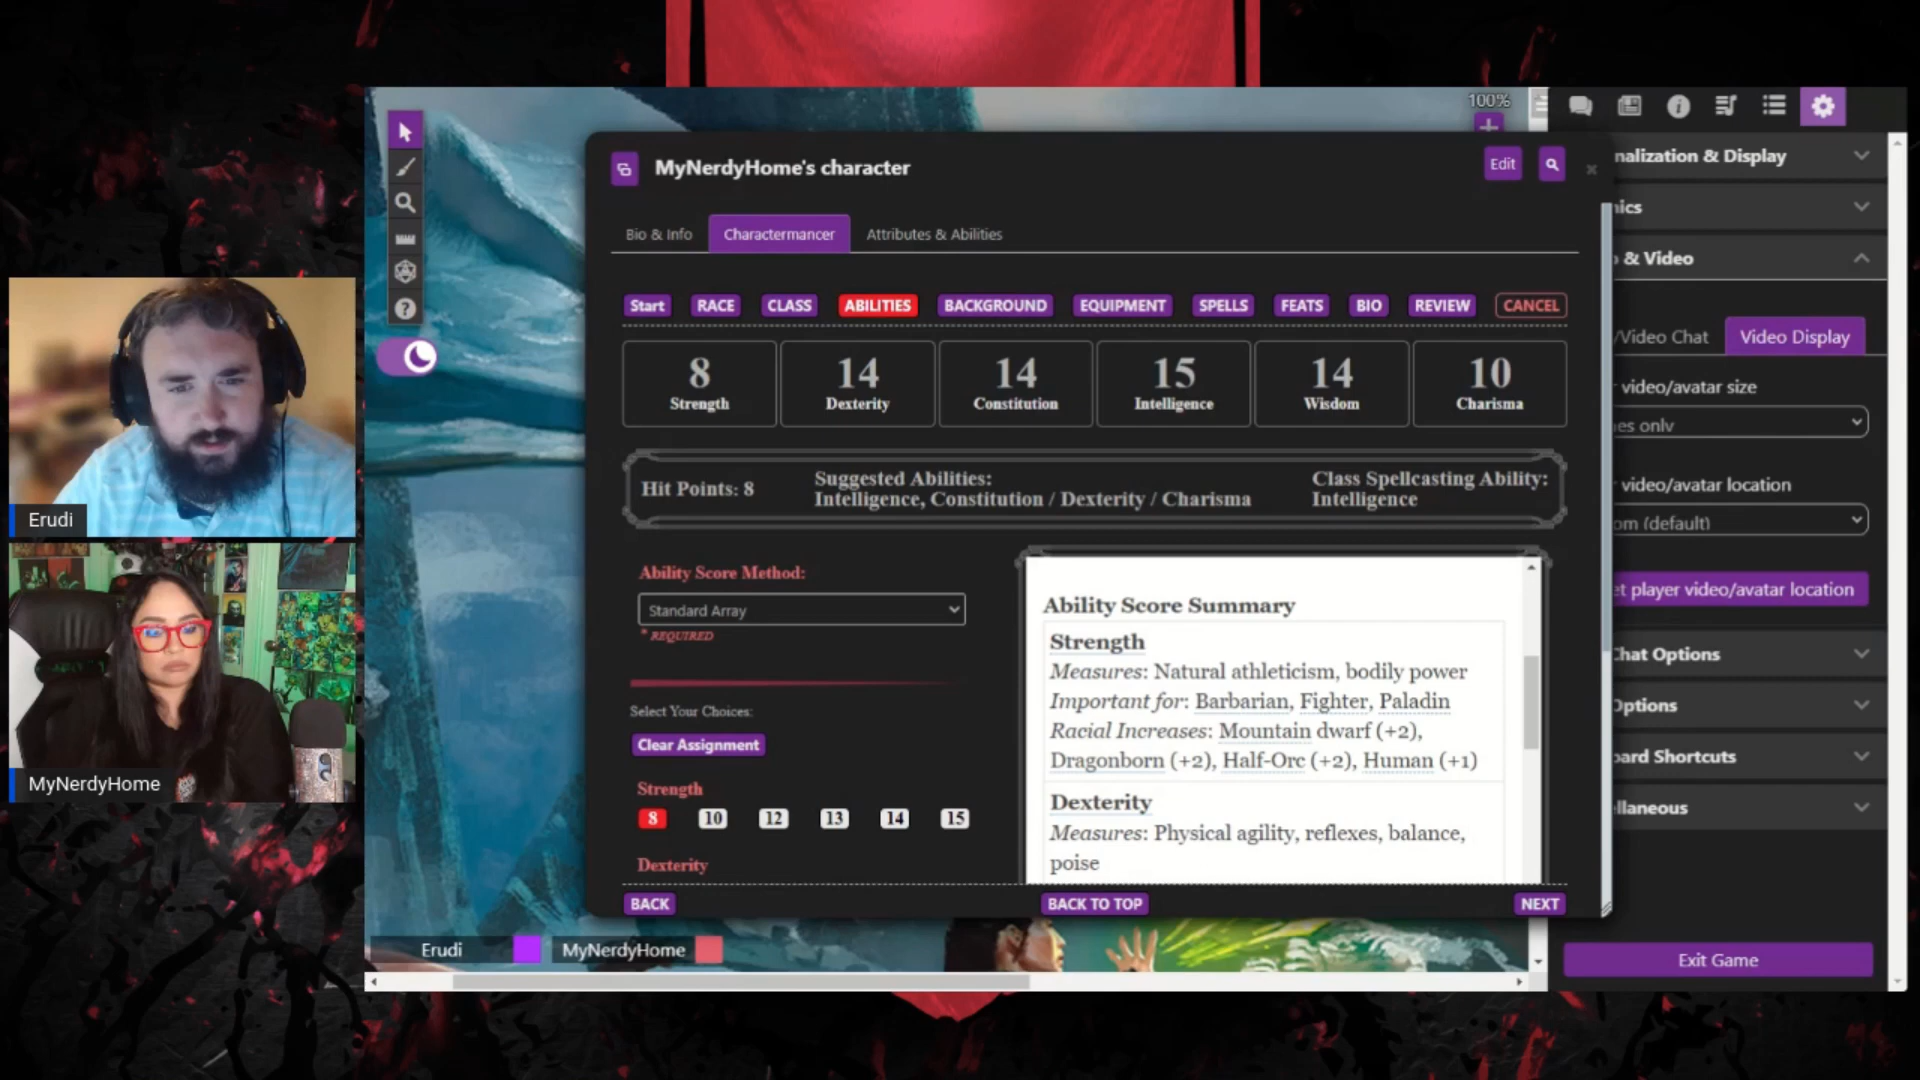 100%
MyNerdyHome's character
Edit
Bio & Info
Charactermancer
Attributes & Abilities
Start
RACE
CLASS
ABILITIES
BACKGROUND
EQUIPMENT
SPELLS
FEATS
BIO
REVIEW
CANCEL
8
Strength
14
Dexterity
14
Constitution
15
Intelligence
14
Wisdom
10
Charisma
Hit Points: 8
Suggested Abilities:
Intelligence, Constitution / Dexterity / Charisma
Class Spellcasting Ability:
Intelligence
Ability Score Method:
Standard Array
* REQUIRED
Select Your Choices:
Clear Assignment
Strength
8
10
12
13
14
15
Dexterity
Ability Score Summary
Strength
Measures: Natural athleticism, bodily power
Important for: Barbarian, Fighter, Paladin
Racial Increases: Mountain dwarf (+2),
Dragonborn (+2), Half-Orc (+2), Human (+1)
Dexterity
Measures: Physical agility, reflexes, balance,
poise
BACK
BACK TO TOP
NEXT
nalization & Display
ics
& Video
/Video Chat
Video Display
video/avatar size
es only
video/avatar location
om (default)
et player video/avatar location
Chat Options
Options
oard Shortcuts
ellaneous
Exit Game
Erudi
MyNerdyHome
Erudi
MyNerdyHome